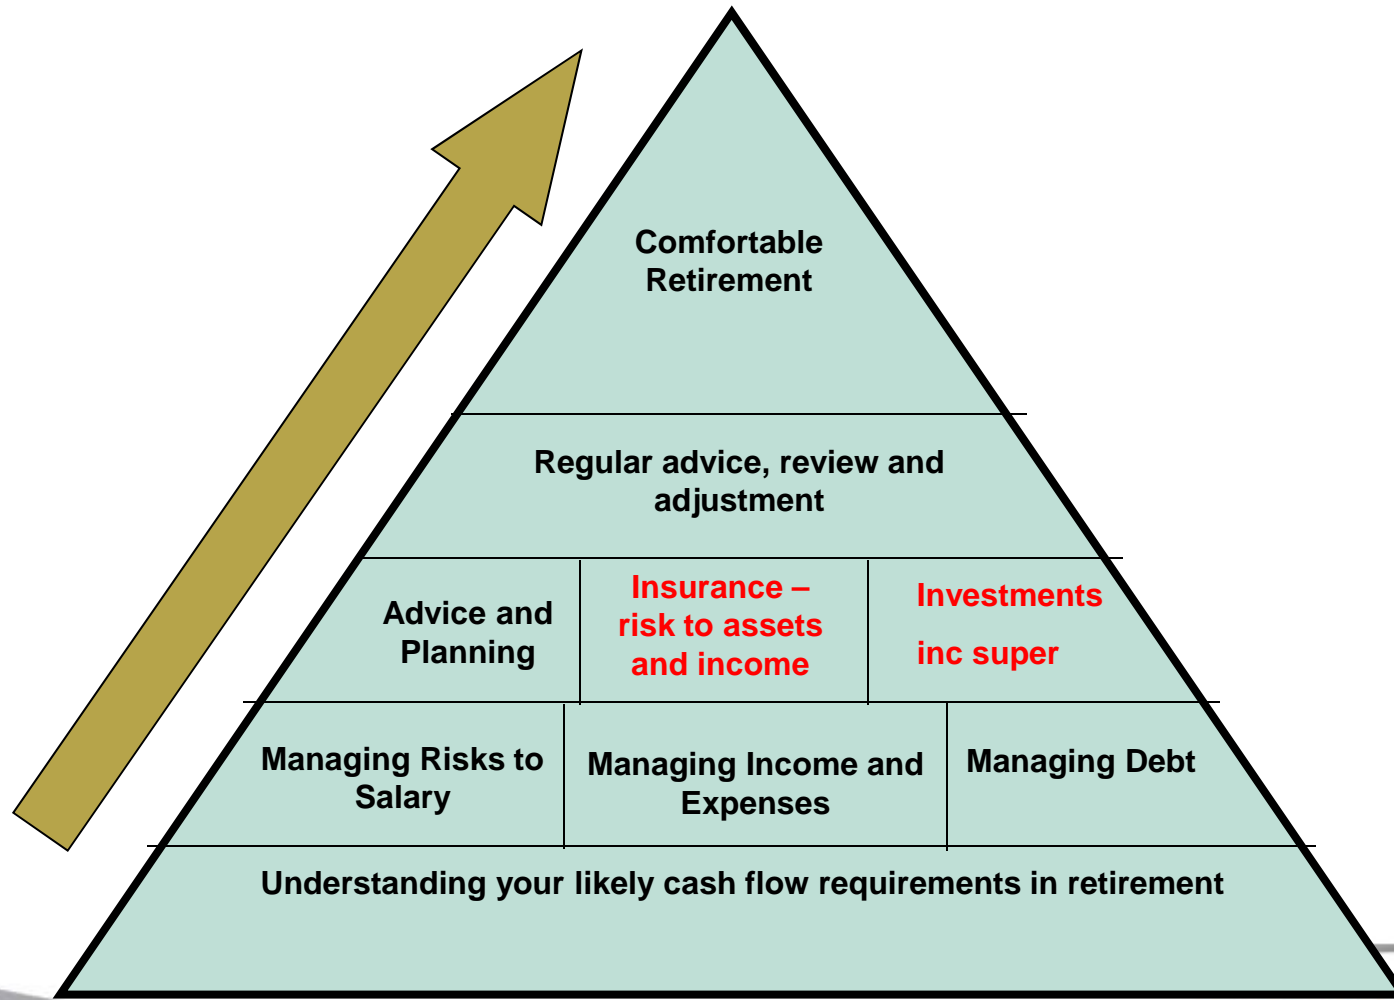 Comfortable
Retirement
Regular advice, review and
adjustment
Advice and
Planning
Insurance –
risk to assets
and income
Investments
inc super
Managing Risks to
Salary
Managing Income and
Expenses
Managing Debt
Understanding your likely cash flow requirements in retirement